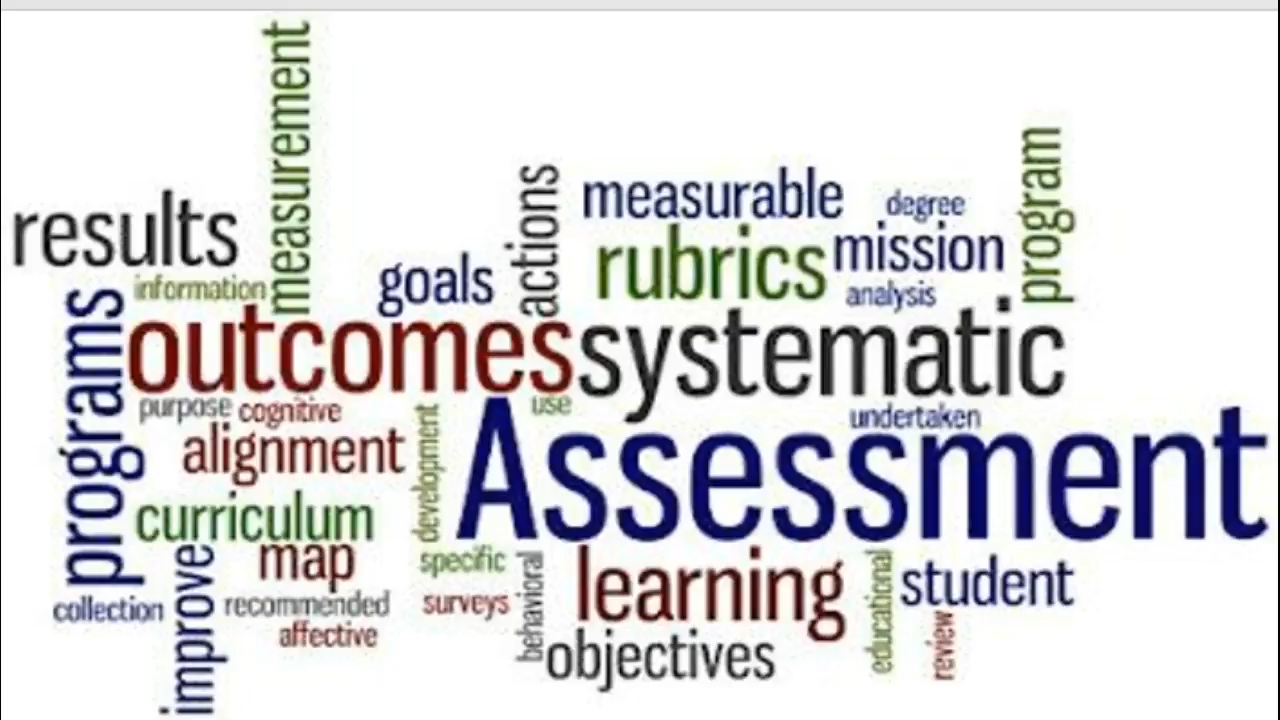 measurement
results
information
programs
goals
actions
measurable
degree
program
rubrics
mission
analysis
outcomes
systematic
purpose
cognitive
use
undertaken
alignment
development
Assessment
curriculum
map
specific
improve
collection
recommended
surveys
affective
behavioral
learning
objectives
educational
student
review